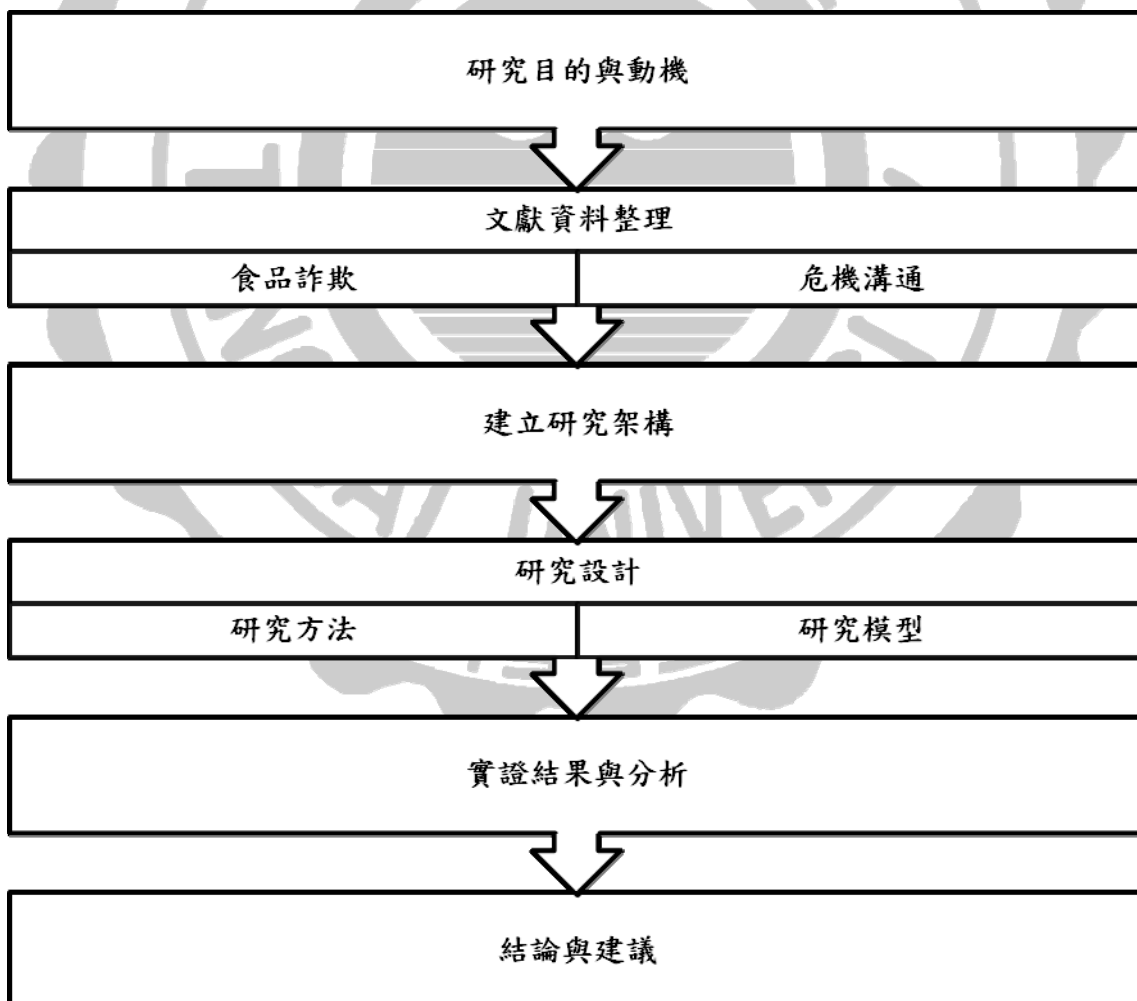 研究目的與動機
文獻資料整理
食品詐欺
危機溝通
建立研究架構
研究設計
研究方法
研究模型
實證結果與分析
結論與建議